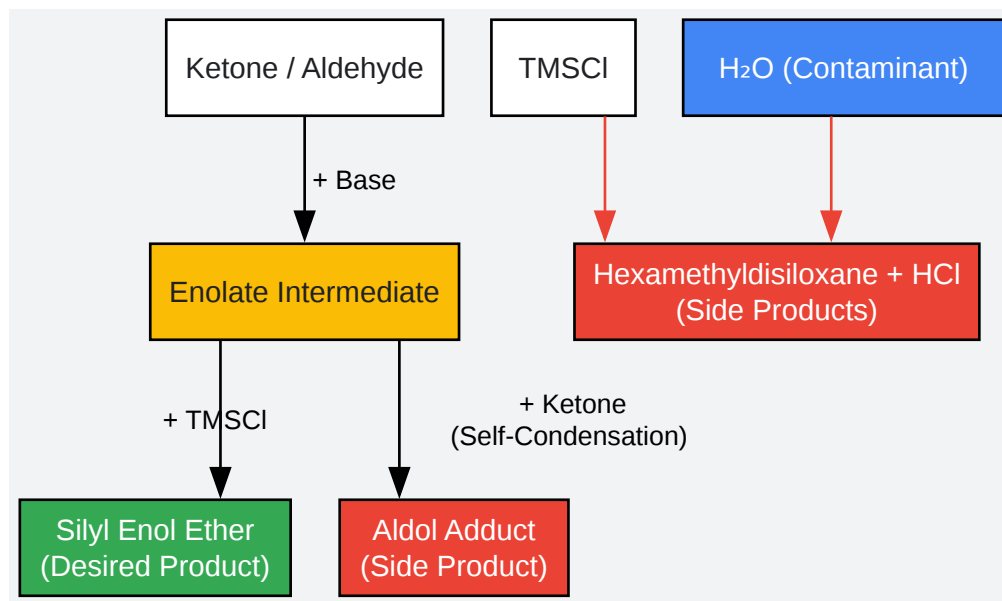 Ketone / Aldehyde
TMSCl
H₂O (Contaminant)
+ Base
Enolate Intermediate
Hexamethyldisiloxane + HCl
(Side Products)
+ TMSCl
+ Ketone
(Self-Condensation)
Silyl Enol Ether
(Desired Product)
Aldol Adduct
(Side Product)